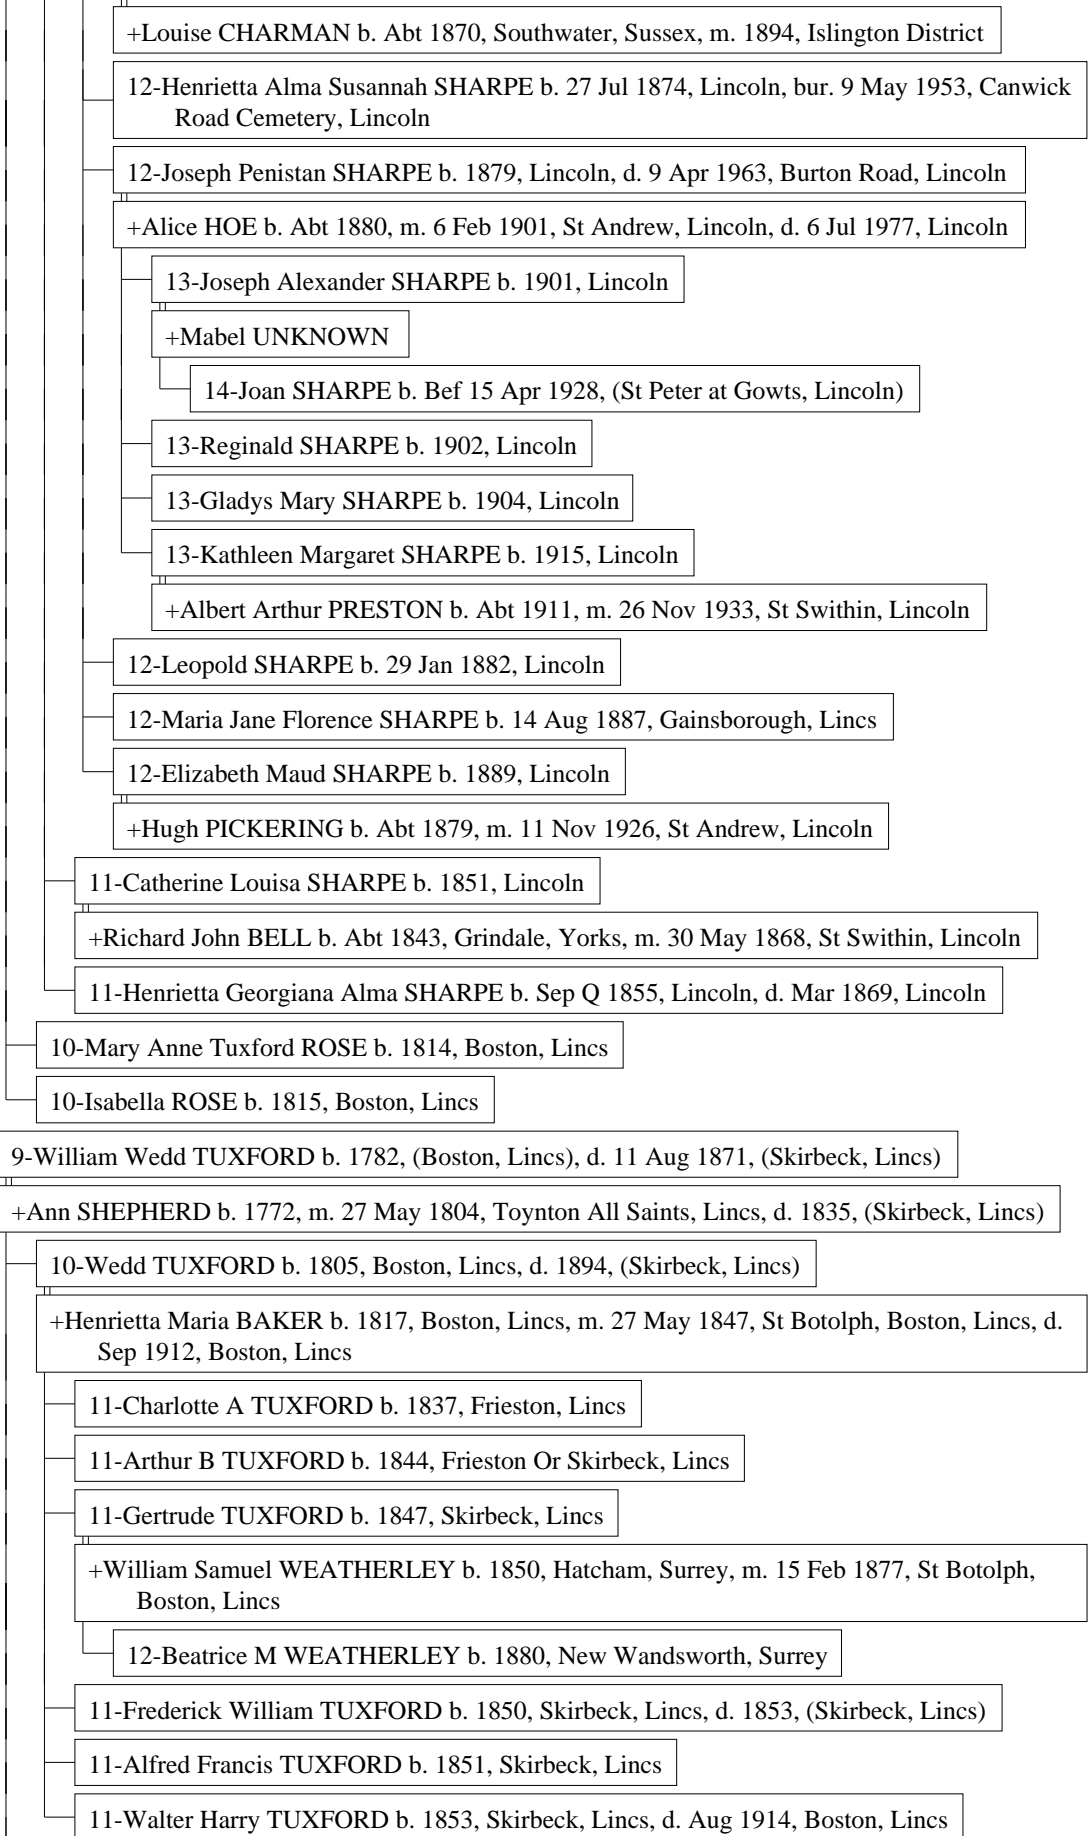 +Louise CHARMAN b. Abt 1870, Southwater, Sussex, m. 1894, Islington District
12-Henrietta Alma Susannah SHARPE b. 27 Jul 1874, Lincoln, bur. 9 May 1953, Canwick
Road Cemetery, Lincoln
12-Joseph Penistan SHARPE b. 1879, Lincoln, d. 9 Apr 1963, Burton Road, Lincoln
+Alice HOE b. Abt 1880, m. 6 Feb 1901, St Andrew, Lincoln, d. 6 Jul 1977, Lincoln
13-Joseph Alexander SHARPE b. 1901, Lincoln
+Mabel UNKNOWN
14-Joan SHARPE b. Bef 15 Apr 1928, (St Peter at Gowts, Lincoln)
13-Reginald SHARPE b. 1902, Lincoln
13-Gladys Mary SHARPE b. 1904, Lincoln
13-Kathleen Margaret SHARPE b. 1915, Lincoln
+Albert Arthur PRESTON b. Abt 1911, m. 26 Nov 1933, St Swithin, Lincoln
12-Leopold SHARPE b. 29 Jan 1882, Lincoln
12-Maria Jane Florence SHARPE b. 14 Aug 1887, Gainsborough, Lincs
12-Elizabeth Maud SHARPE b. 1889, Lincoln
+Hugh PICKERING b. Abt 1879, m. 11 Nov 1926, St Andrew, Lincoln
11-Catherine Louisa SHARPE b. 1851, Lincoln
+Richard John BELL b. Abt 1843, Grindale, Yorks, m. 30 May 1868, St Swithin, Lincoln
11-Henrietta Georgiana Alma SHARPE b. Sep Q 1855, Lincoln, d. Mar 1869, Lincoln
10-Mary Anne Tuxford ROSE b. 1814, Boston, Lincs
10-Isabella ROSE b. 1815, Boston, Lincs
9-William Wedd TUXFORD b. 1782, (Boston, Lincs), d. 11 Aug 1871, (Skirbeck, Lincs)
+Ann SHEPHERD b. 1772, m. 27 May 1804, Toynton All Saints, Lincs, d. 1835, (Skirbeck, Lincs)
10-Wedd TUXFORD b. 1805, Boston, Lincs, d. 1894, (Skirbeck, Lincs)
+Henrietta Maria BAKER b. 1817, Boston, Lincs, m. 27 May 1847, St Botolph, Boston, Lincs, d.
Sep 1912, Boston, Lincs
11-Charlotte A TUXFORD b. 1837, Frieston, Lincs
11-Arthur B TUXFORD b. 1844, Frieston Or Skirbeck, Lincs
11-Gertrude TUXFORD b. 1847, Skirbeck, Lincs
+William Samuel WEATHERLEY b. 1850, Hatcham, Surrey, m. 15 Feb 1877, St Botolph,
Boston, Lincs
12-Beatrice M WEATHERLEY b. 1880, New Wandsworth, Surrey
11-Frederick William TUXFORD b. 1850, Skirbeck, Lincs, d. 1853, (Skirbeck, Lincs)
11-Alfred Francis TUXFORD b. 1851, Skirbeck, Lincs
11-Walter Harry TUXFORD b. 1853, Skirbeck, Lincs, d. Aug 1914, Boston, Lincs